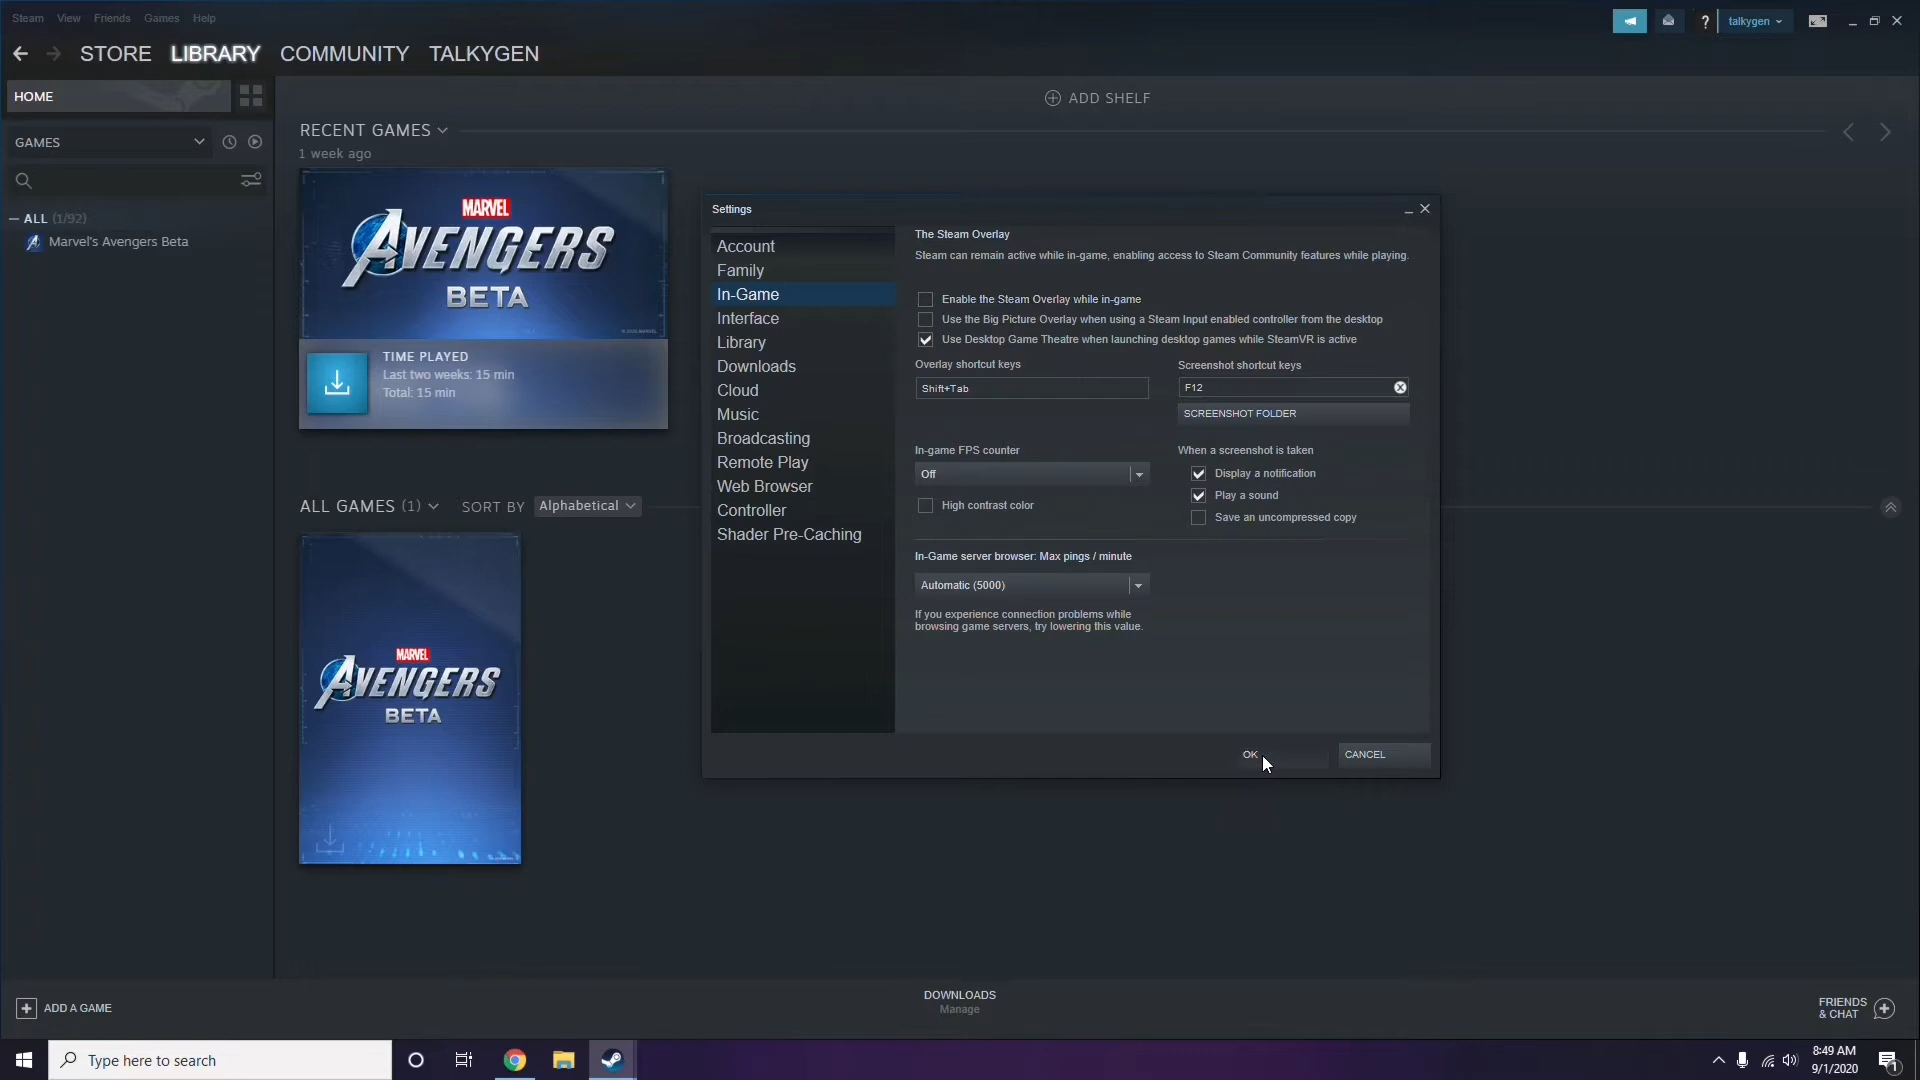 Steam View Friends Games Help
? talkygen
STORE LIBRARY COMMUNITY TALKYGEN
HOME
ADD SHELF
GAMES
RECENT GAMES
1 week ago
ALL (1/92)
Marvel's Avengers Beta
MARVEL
AVENGERS
BETA
TIME PLAYED
Last two weeks: 15 min
Total: 15 min
ALL GAMES (1) SORT BY Alphabetical
MARVEL
AVENGERS
BETA
Settings
Account
Family
In-Game
Interface
Library
Downloads
Cloud
Music
Broadcasting
Remote Play
Web Browser
Controller
Shader Pre-Caching
The Steam Overlay
Steam can remain active while in-game, enabling access to Steam Community features while playing.
Enable the Steam Overlay while in-game
Use the Big Picture Overlay when using a Steam Input enabled controller from the desktop
Use Desktop Game Theatre when launching desktop games while SteamVR is active
Overlay shortcut keys
Shift+Tab
Screenshot shortcut keys
F12
SCREENSHOT FOLDER
In-game FPS counter
Off
High contrast color
When a screenshot is taken
Display a notification
Play a sound
Save an uncompressed copy
In-Game server browser: Max pings / minute
Automatic (5000)
If you experience connection problems while
browsing game servers, try lowering this value.
OK
CANCEL
ADD A GAME
DOWNLOADS
Manage
FRIENDS
& CHAT
Type here to search
8:49 AM
9/1/2020
1